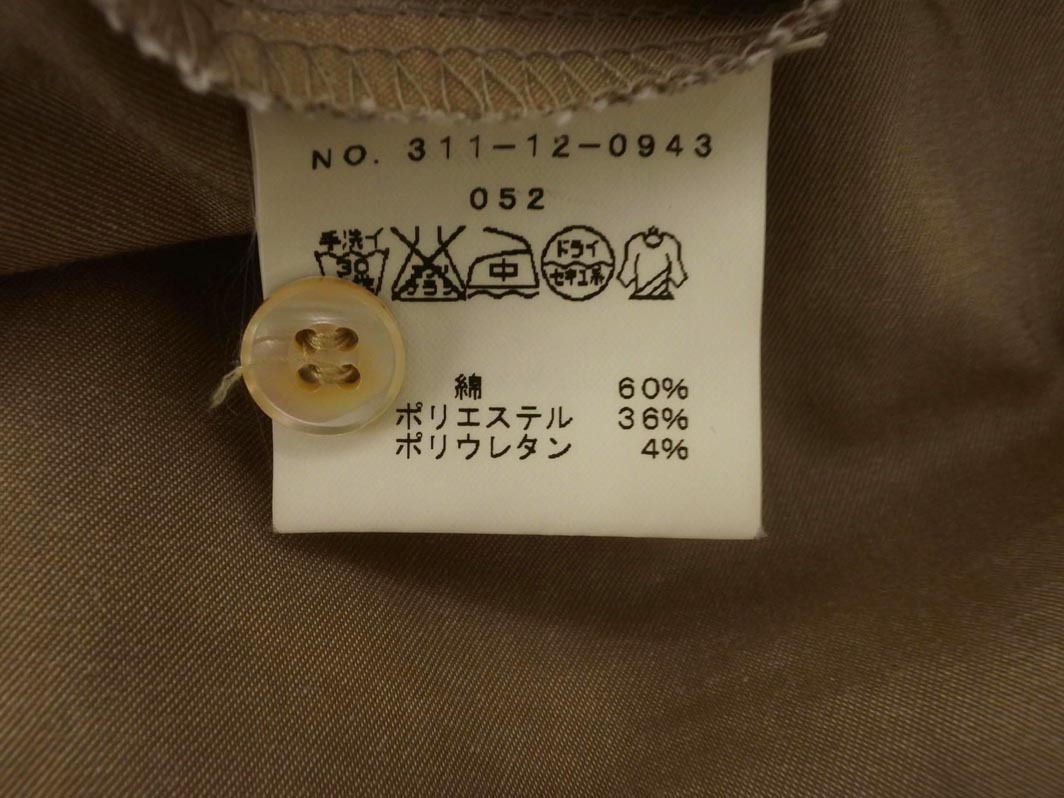 NO. 311-12-0943
052
手洗イ
30
中
ドライ
セキユ系
綿 60%
ポリエステル 36%
ポリウレタン 4%